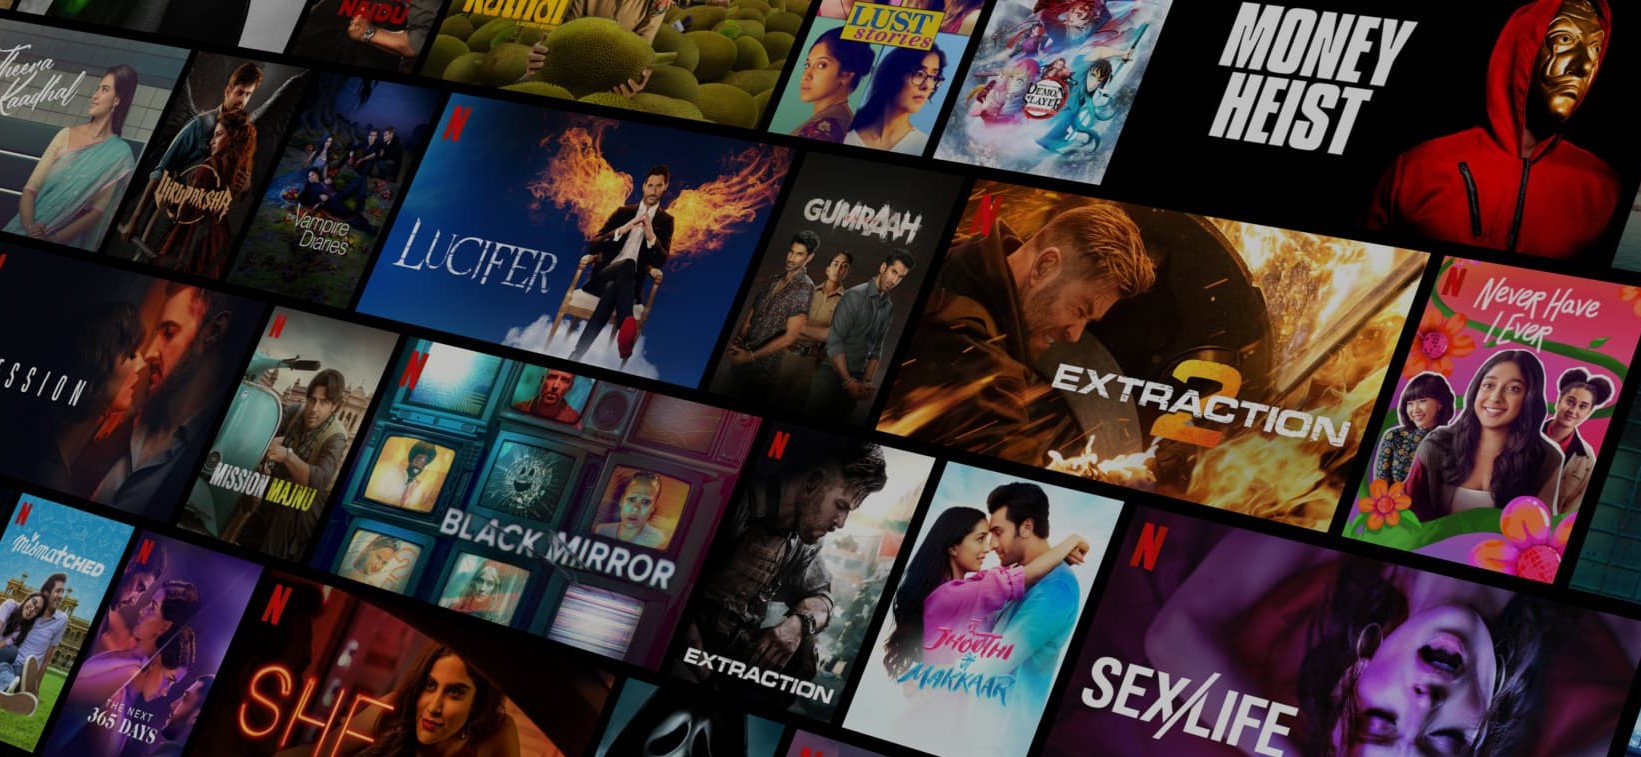 NAIDU
Kathal
LUST
stories
DEMON
SLAYER
MONEY
HEIST
Theera
Kaadhal
VIRUPAKSHA
the
Vampire
Diaries
N
LUCIFER
GUMRAAH
N
EXTRACTION
2
N
Never Have
I Ever
SSION
N
MISSION MAJNU
N
BLACK MIRROR
N
EXTRACTION
JHOOTHI
MAKKAAR
N
SEX/LIFE
N
MISMATCHED
N
THE NEXT
365 DAYS
N
SHE